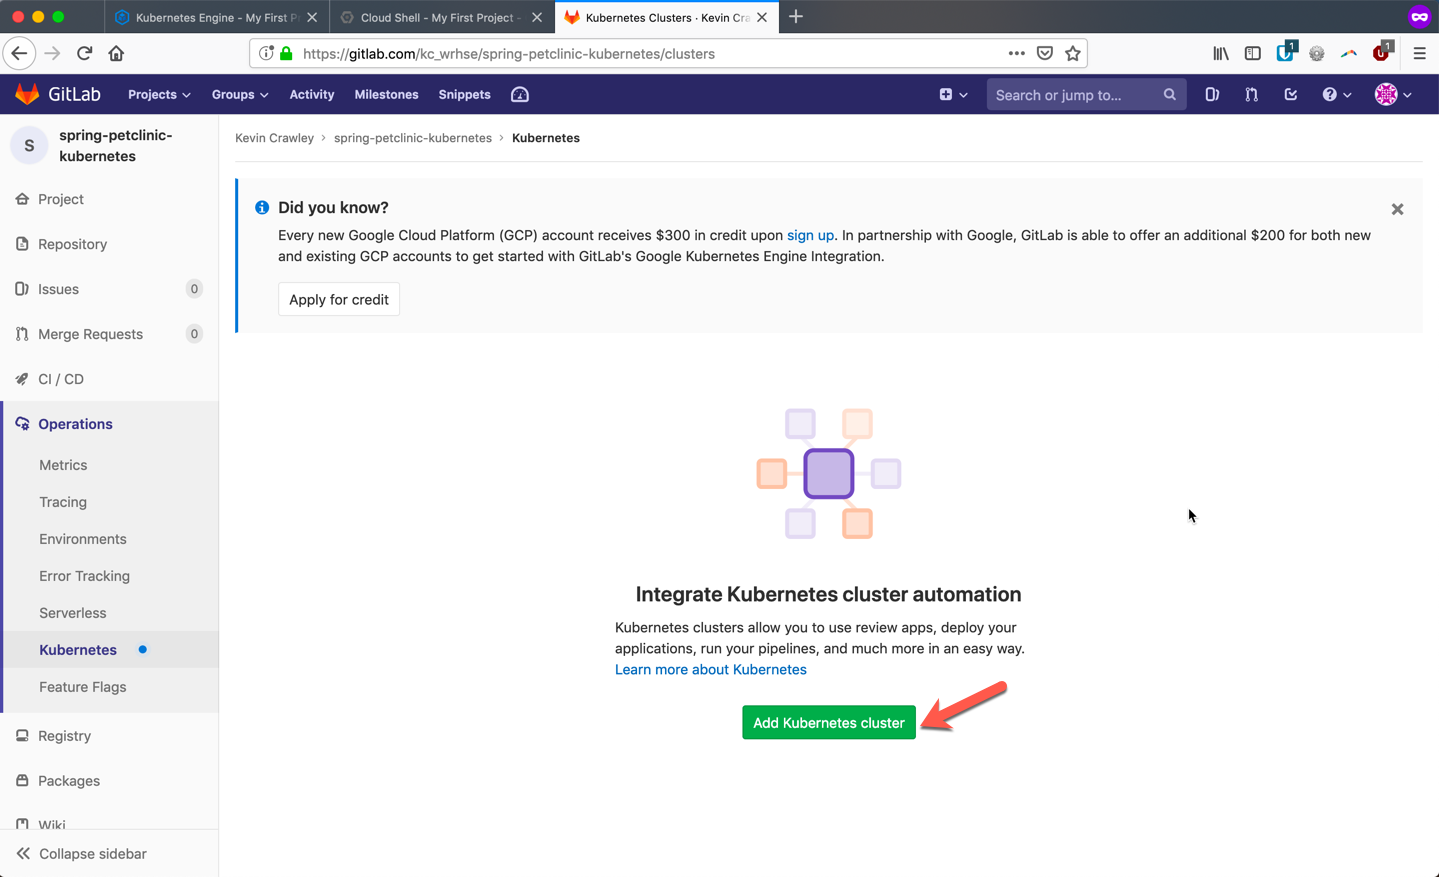 Kubernetes Engine - My First P
Cloud Shell - My First Project -
Kubernetes Clusters · Kevin Cra
https://gitlab.com/kc_wrhse/spring-petclinic-kubernetes/clusters
1
1
GitLab
Projects
Groups
Activity
Milestones
Snippets
Search or jump to...
S
spring-petclinic-
kubernetes
Project
Repository
Issues 0
Merge Requests 0
CI / CD
Operations
Metrics
Tracing
Environments
Error Tracking
Serverless
Kubernetes
Feature Flags
Registry
Packages
Wiki
Collapse sidebar
Kevin Crawley > spring-petclinic-kubernetes > Kubernetes
Did you know?
Every new Google Cloud Platform (GCP) account receives $300 in credit upon sign up. In partnership with Google, GitLab is able to offer an additional $200 for both new
and existing GCP accounts to get started with GitLab's Google Kubernetes Engine Integration.
Apply for credit
Integrate Kubernetes cluster automation
Kubernetes clusters allow you to use review apps, deploy your
applications, run your pipelines, and much more in an easy way.
Learn more about Kubernetes
Add Kubernetes cluster